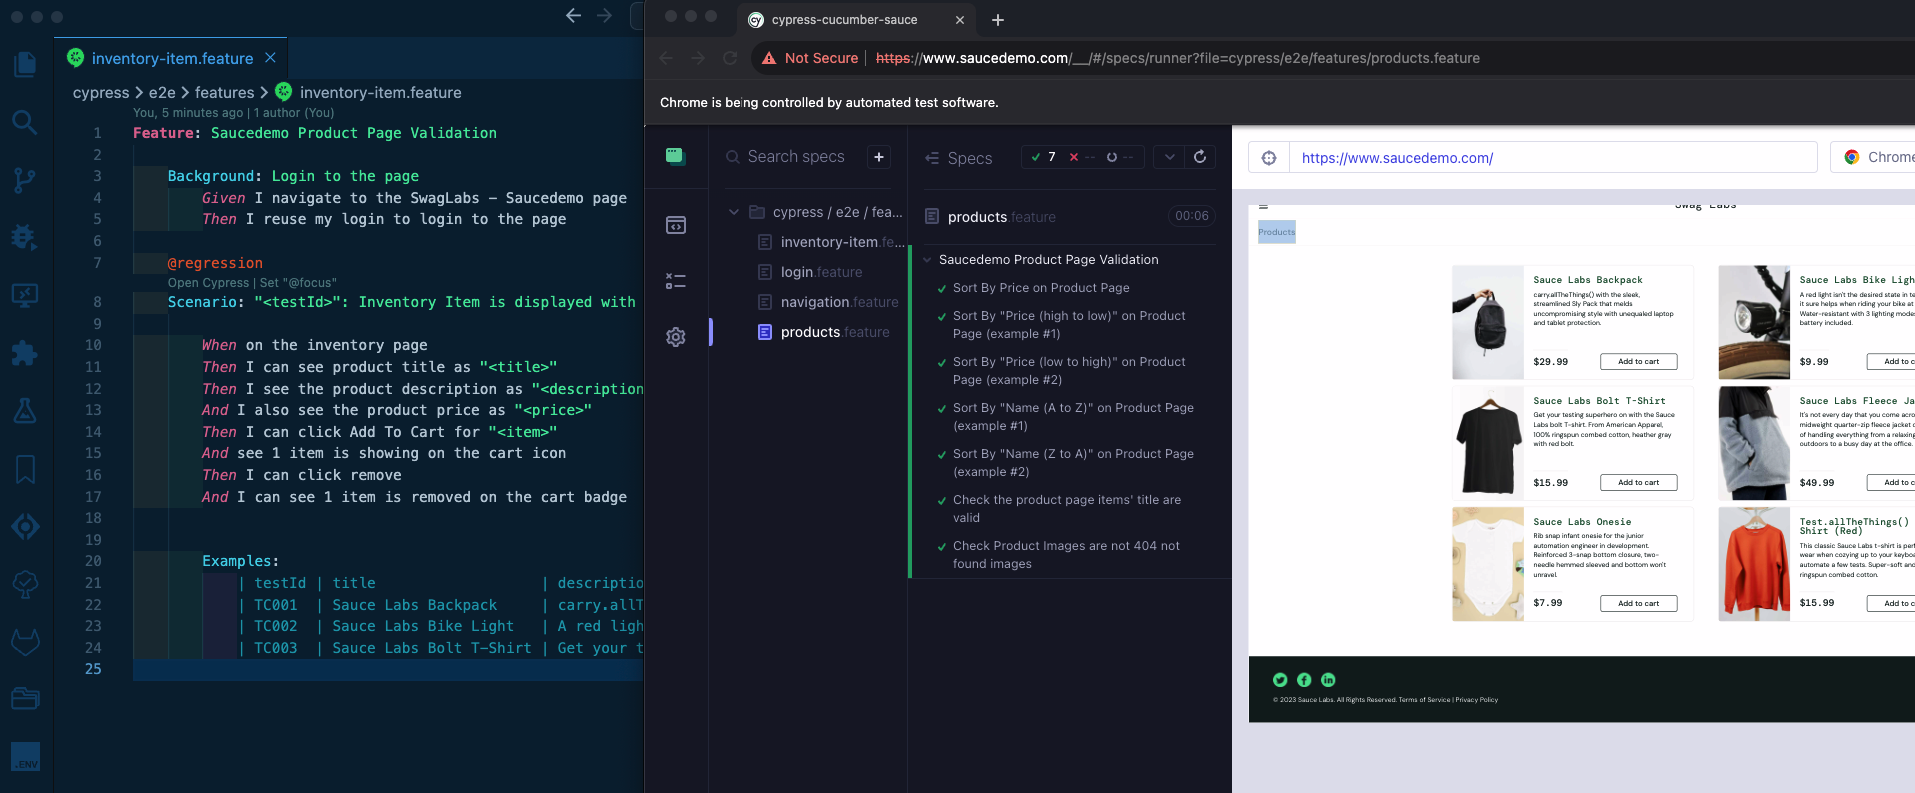 inventory-item.feature
cypress > e2e > features > inventory-item.feature
You, 5 minutes ago | 1 author (You)
1 Feature: Saucedemo Product Page Validation
2
3 Background: Login to the page
4 Given I navigate to the SwagLabs - Saucedemo page
5 Then I reuse my login to login to the page
6
7 @regression
Open Cypress | Set "@focus"
8 Scenario: "<testId>": Inventory Item is displayed with
9
10 When on the inventory page
11 Then I can see product title as "<title>"
12 Then I see the product description as "<description
13 And I also see the product price as "<price>"
14 Then I can click Add To Cart for "<item>"
15 And see 1 item is showing on the cart icon
16 Then I can click remove
17 And I can see 1 item is removed on the cart badge
18
19
20 Examples:
21 | testId | title | descriptio
22 | TC001 | Sauce Labs Backpack | carry.allT
23 | TC002 | Sauce Labs Bike Light | A red ligh
24 | TC003 | Sauce Labs Bolt T-Shirt | Get your t
25
.ENV
cypress-cucumber-sauce
Not Secure | https://www.saucedemo.com/__/#/specs/runner?file=cypress/e2e/features/products.feature
Chrome is being controlled by automated test software.
Search specs
+
cypress / e2e / fea...
inventory-item.fe...
login.feature
navigation.feature
products.feature
Specs
7 -- --
products.feature
00:06
Saucedemo Product Page Validation
Sort By Price on Product Page
Sort By "Price (high to low)" on Product
Page (example #1)
Sort By "Price (low to high)" on Product
Page (example #2)
Sort By "Name (A to Z)" on Product Page
(example #1)
Sort By "Name (Z to A)" on Product Page
(example #2)
Check the product page items' title are
valid
Check Product Images are not 404 not
found images
https://www.saucedemo.com/
Chrome
Swag Labs
Products
Sauce Labs Backpack
carry.allTheThings() with the sleek,
streamlined Sly Pack that melds
uncompromising style with unequaled laptop
and tablet protection.
$29.99
Add to cart
Sauce Labs Bike Ligh
A red light isn't the desired state in te
it sure helps when riding your bike at
Water-resistant with 3 lighting mode
battery included.
$9.99
Add to c
Sauce Labs Bolt T-Shirt
Get your testing superhero on with the Sauce
Labs bolt T-shirt. From American Apparel,
100% ringspun combed cotton, heather gray
with red bolt.
$15.99
Add to cart
Sauce Labs Fleece Ja
It's not every day that you come acro
midweight quarter-zip fleece jacket c
of handling everything from a relaxing
outdoors to a busy day at the office.
$49.99
Add to c
Sauce Labs Onesie
Rib snap infant onesie for the junior
automation engineer in development.
Reinforced 3-snap bottom closure, two-
needle hemmed sleeved and bottom won't
unravel.
$7.99
Add to cart
Test.allTheThings()
Shirt (Red)
This classic Sauce Labs t-shirt is perf
wear when cozying up to your keyboa
automate a few tests. Super-soft and
ringspun combed cotton.
$15.99
Add to c
© 2023 Sauce Labs. All Rights Reserved. Terms of Service | Privacy Policy